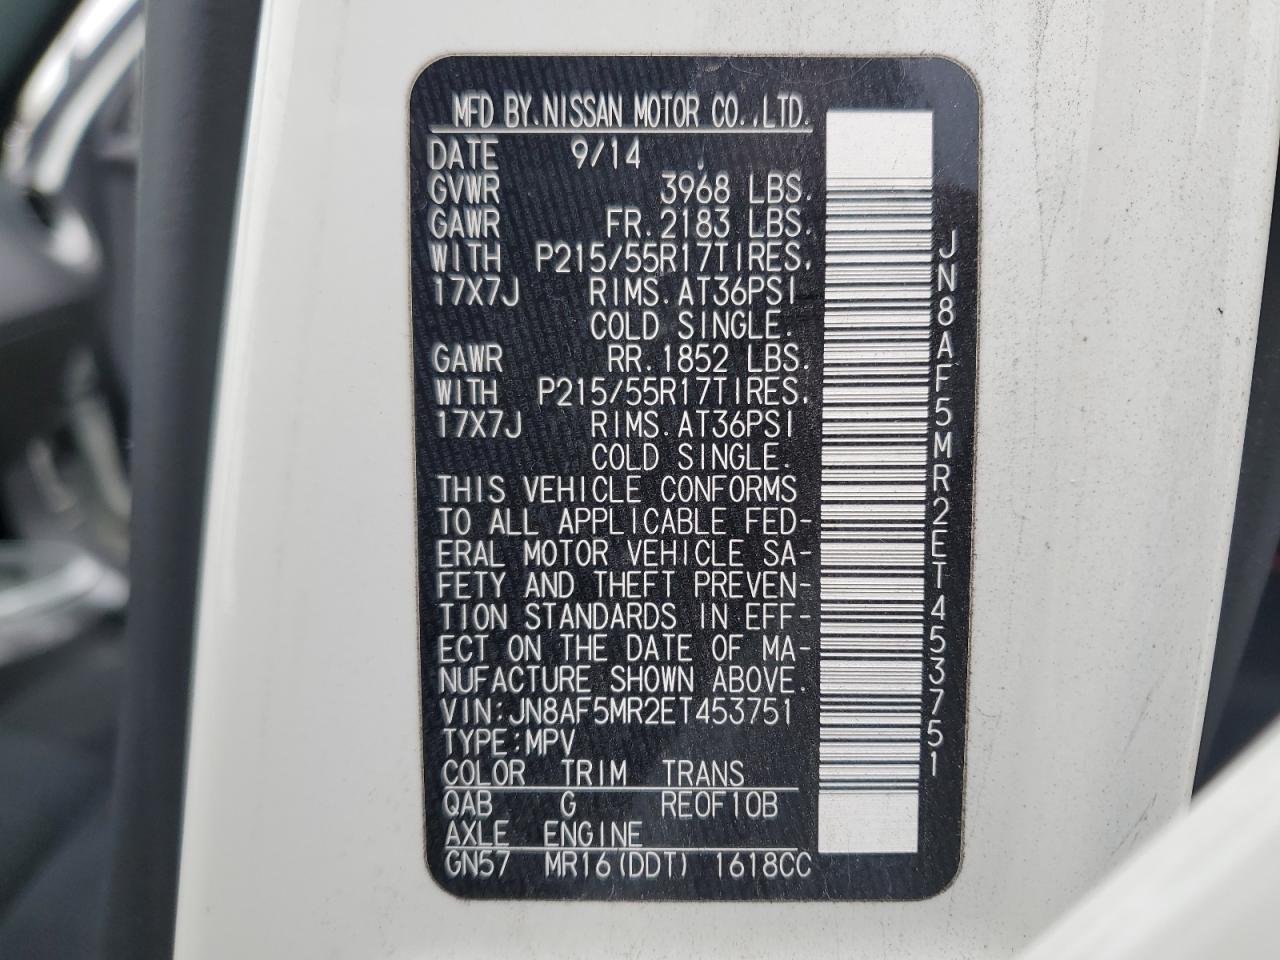 MFD BY.NISSAN MOTOR CO.,LTD.
DATE 9/14
GVWR 3968 LBS.
GAWR FR.2183 LBS.
WITH P215/55R17TIRES,
17X7J RIMS.AT36PSI
COLD SINGLE.
GAWR RR.1852 LBS.
WITH P215/55R17TIRES,
17X7J RIMS.AT36PSI
COLD SINGLE.
THIS VEHICLE CONFORMS
TO ALL APPLICABLE FED-
ERAL MOTOR VEHICLE SA-
FETY AND THEFT PREVEN-
TION STANDARDS IN EFF-
ECT ON THE DATE OF MA-
NUFACTURE SHOWN ABOVE.
VIN:JN8AF5MR2ET453751
TYPE:MPV
COLOR TRIM TRANS
QAB G RE0F10B
AXLE ENGINE
GN57 MR16(DDT) 1618CC
JN8AF5MR2ET453751